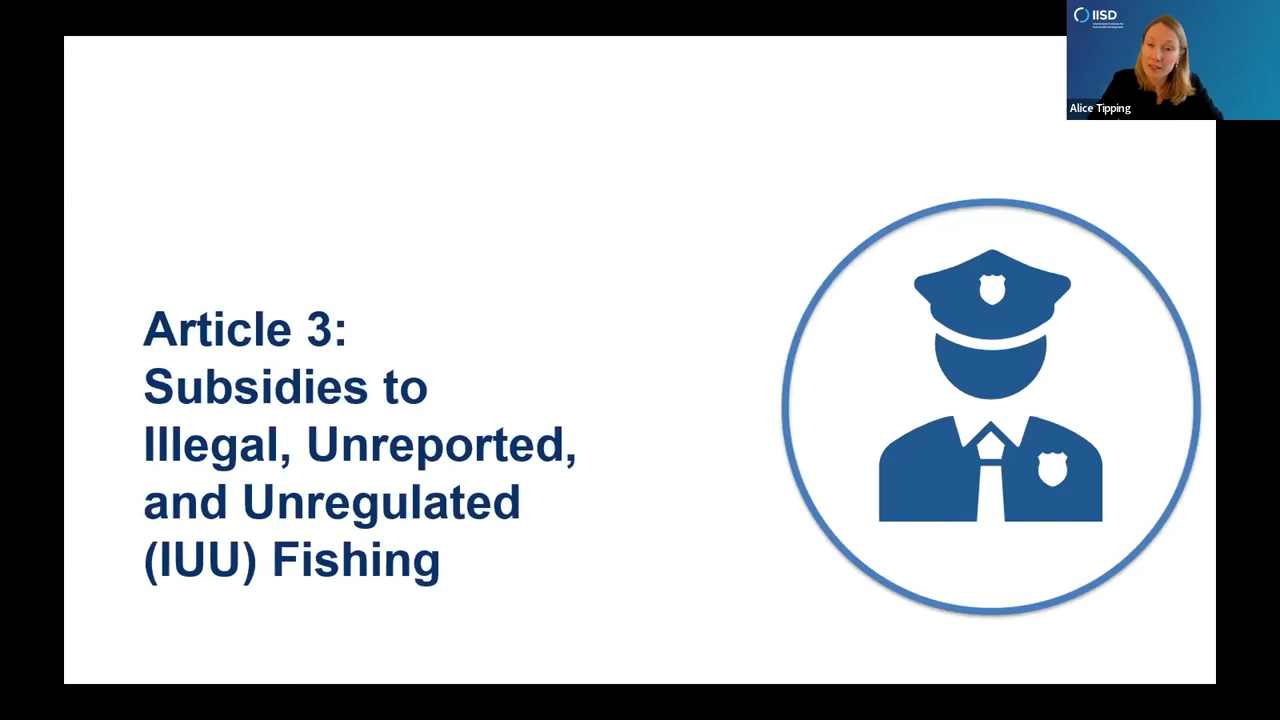 IISD
Alice Tipping
Article 3:
Subsidies to
Illegal, Unreported,
and Unregulated
(IUU) Fishing